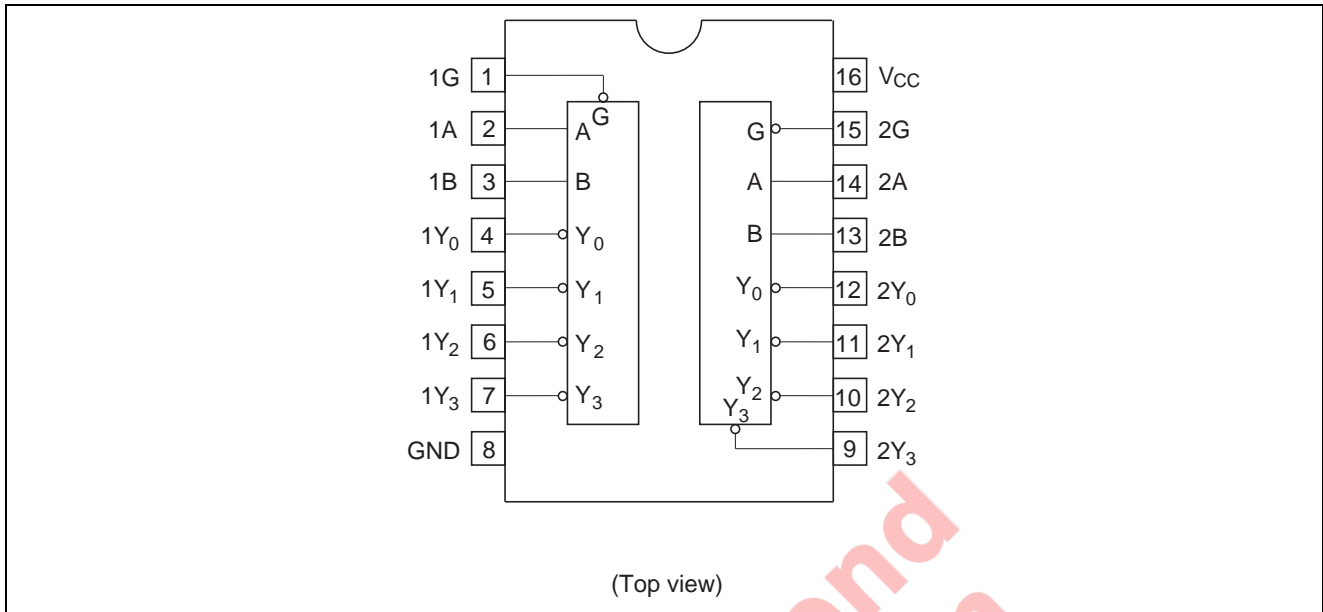 1G 1
1A 2
1B 3
1Y0 4
1Y1 5
1Y2 6
1Y3 7
GND 8
G
A
B
Y0
Y1
Y2
Y3
G
A
B
Y0
Y1
Y2
Y3
16 VCC
15 2G
14 2A
13 2B
12 2Y0
11 2Y1
10 2Y2
9 2Y3
(Top view)